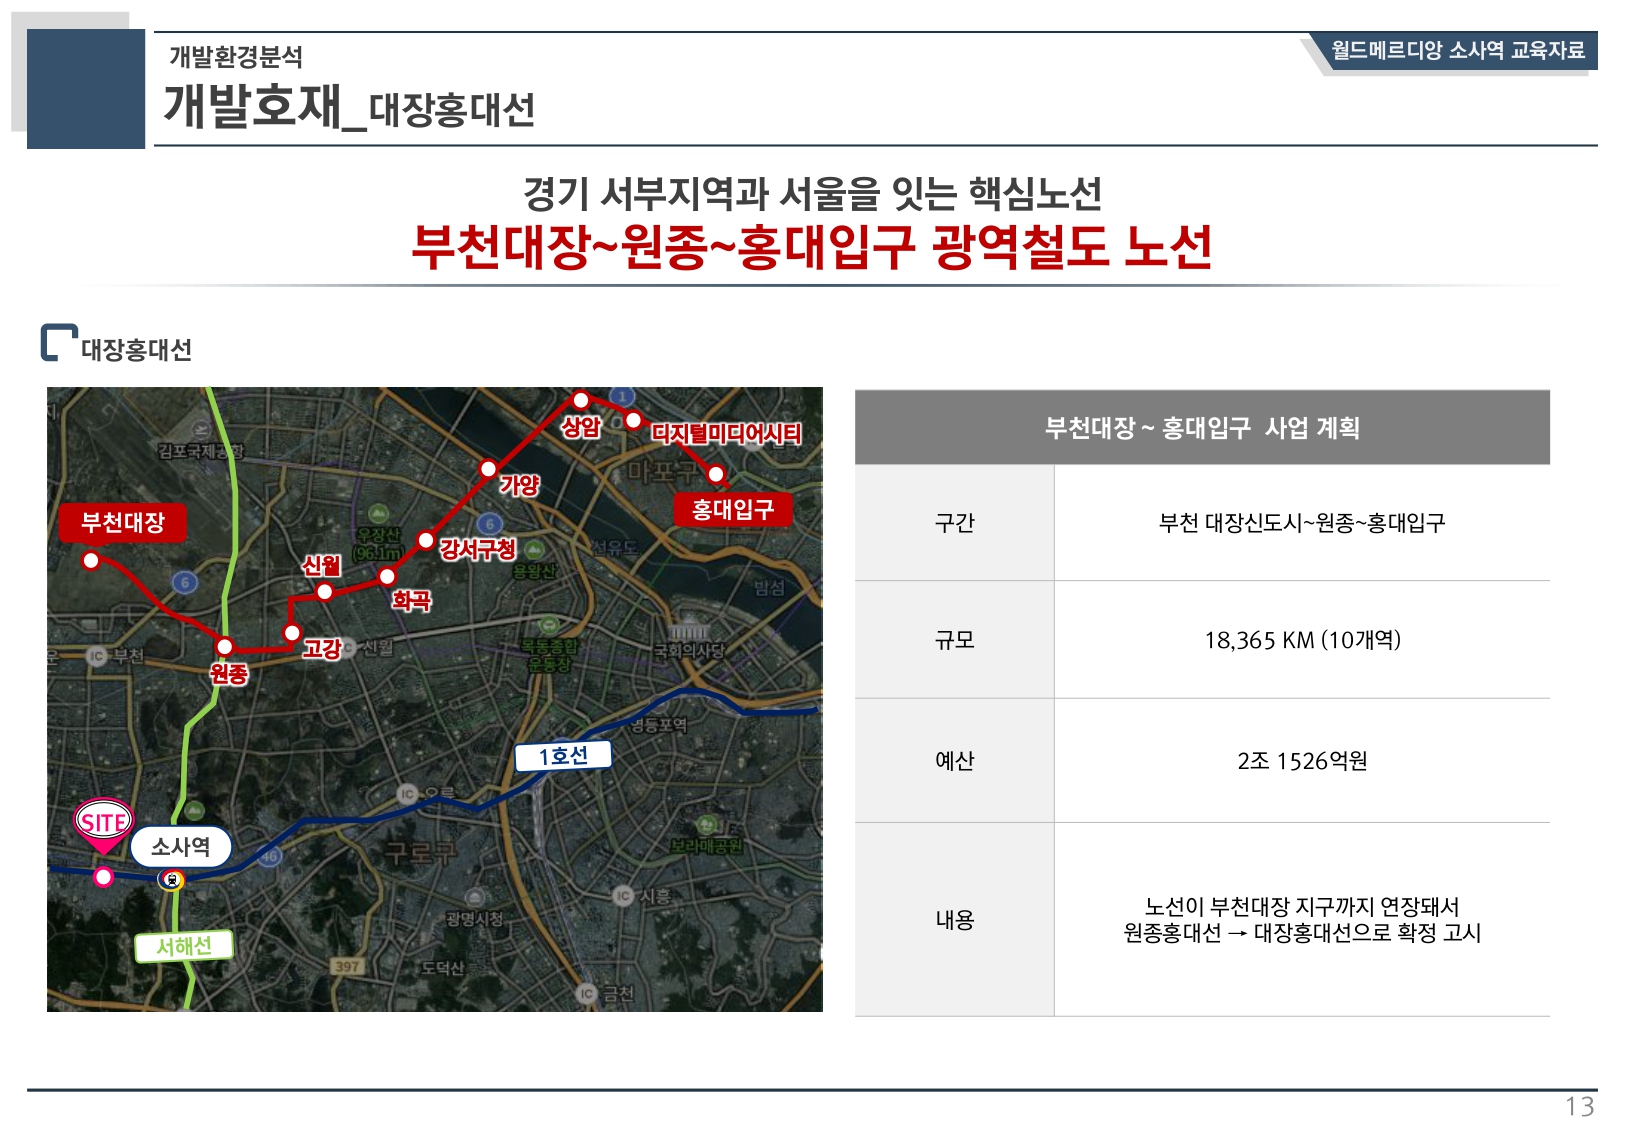 개발환경분석
월드메르디앙 소사역 교육자료
개발호재_대장홍대선
경기 서부지역과 서울을 잇는 핵심노선
부천대장~원종~홍대입구 광역철도 노선
대장홍대선
1
상암
디지털미디어시티
김포국제공항
마포구
가양
홍대입구
부천대장
우장산
(96.1m)
6
강서구청
선유도
용왕산
신월
6
화곡
밤섬
고강
신월
목동종합
운동장
국회의사당
IC 부천
원종
영등포역
1호선
IC 오류
SITE
소사역
46
구로구
보라매공원
IC 시흥
광명시청
서해선
397
도덕산
IC 금천
부천대장 ~ 홍대입구 사업 계획
구간
부천 대장신도시~원종~홍대입구
규모
18,365 KM (10개역)
예산
2조 1526억원
내용
노선이 부천대장 지구까지 연장돼서
원종홍대선 → 대장홍대선으로 확정 고시
13